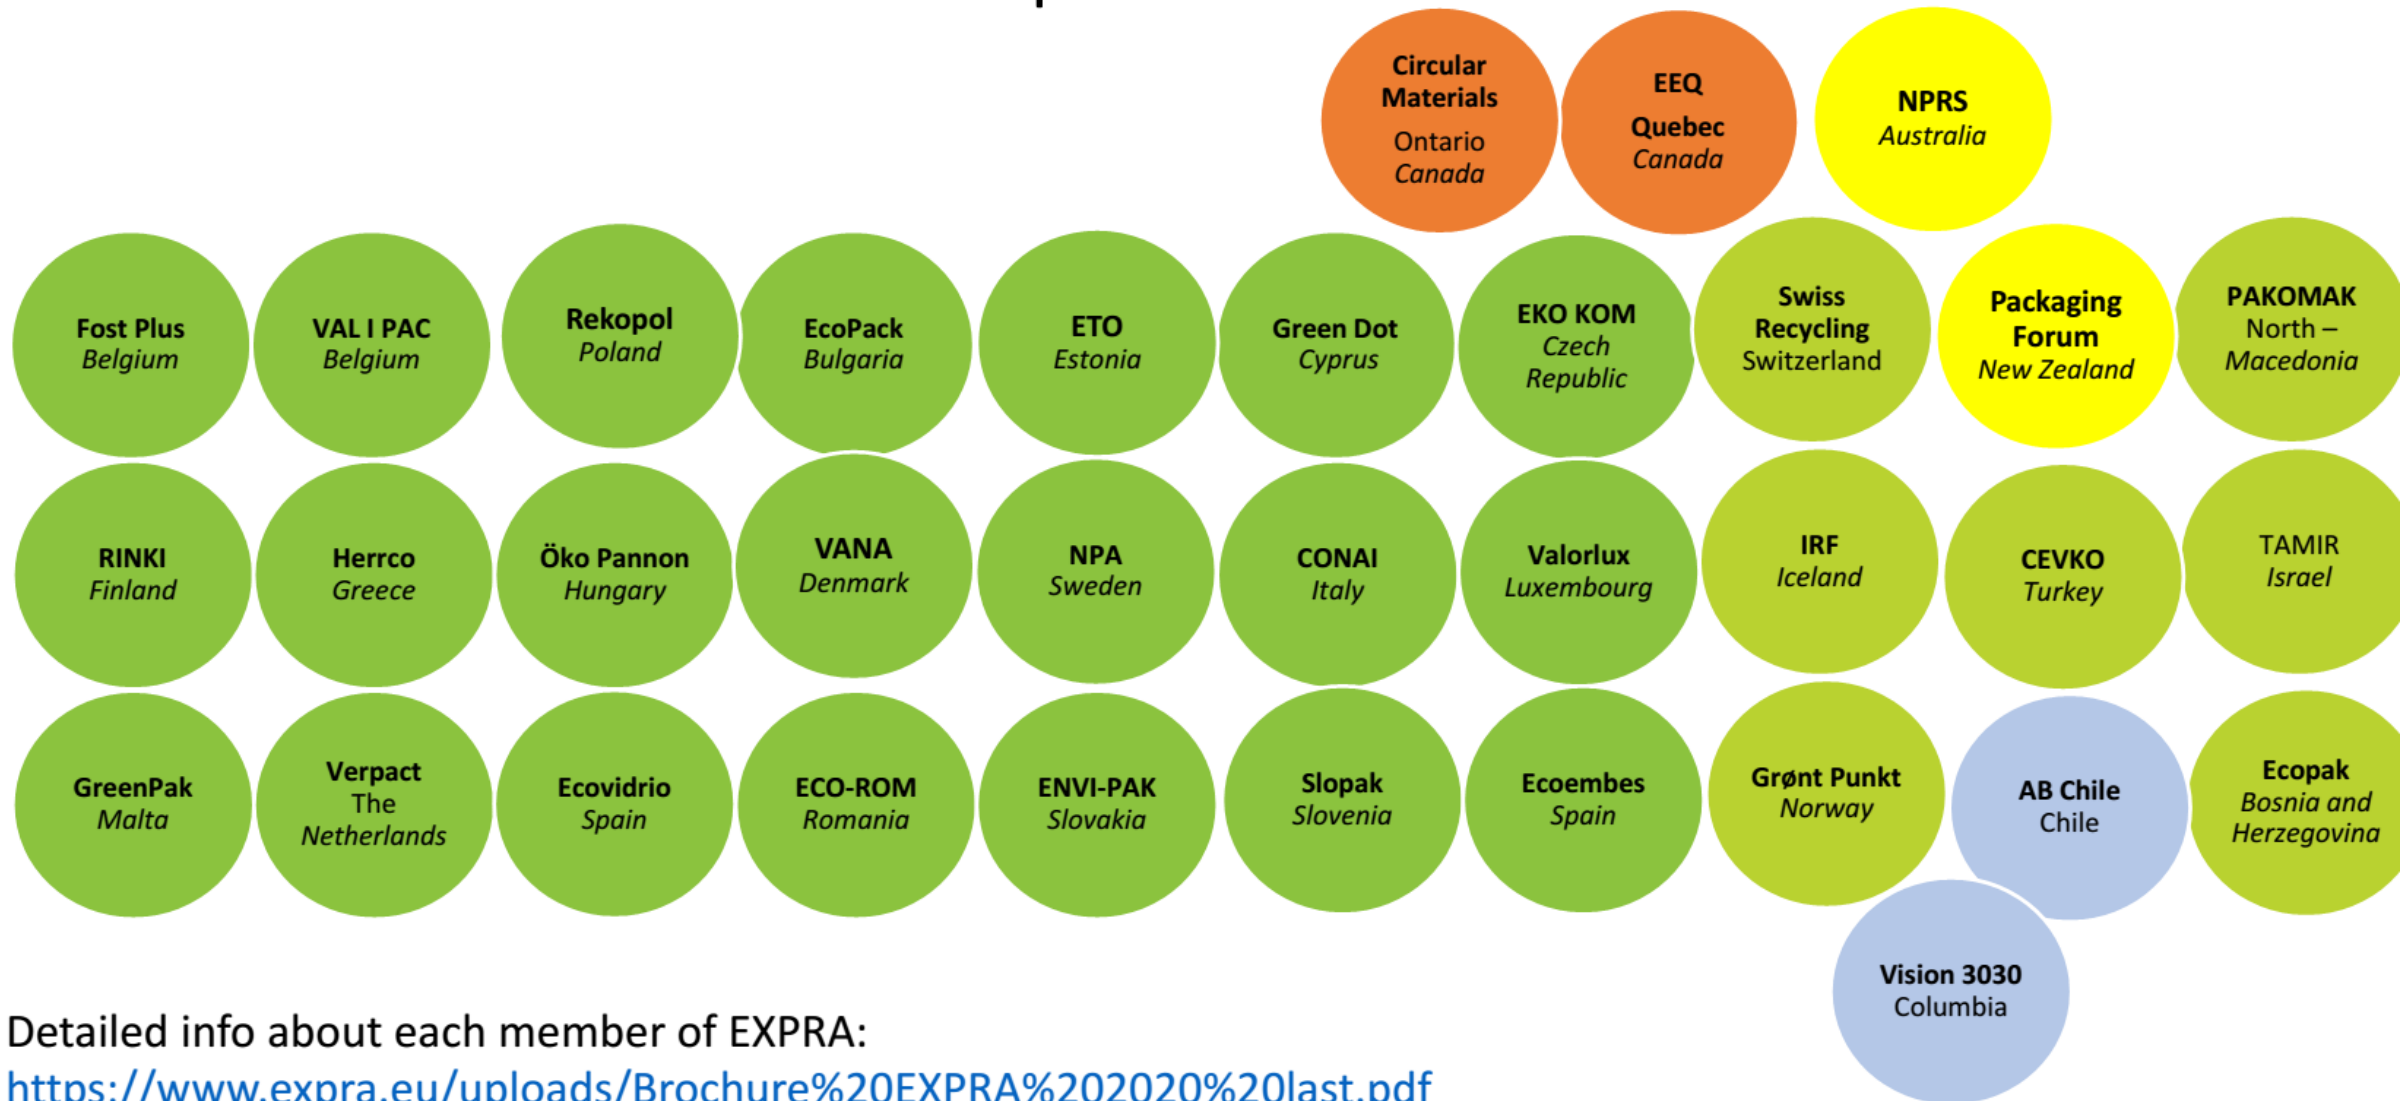 Circular
Materials
Ontario
Canada
EEQ
Quebec
Canada
NPRS
Australia
Fost Plus
Belgium
VAL I PAC
Belgium
Rekopol
Poland
EcoPack
Bulgaria
ETO
Estonia
Green Dot
Cyprus
EKO KOM
Czech
Republic
Swiss
Recycling
Switzerland
Packaging
Forum
New Zealand
PAKOMAK
North –
Macedonia
RINKI
Finland
Herrco
Greece
Öko Pannon
Hungary
VANA
Denmark
NPA
Sweden
CONAI
Italy
Valorlux
Luxembourg
IRF
Iceland
CEVKO
Turkey
TAMIR
Israel
GreenPak
Malta
Verpact
The
Netherlands
Ecovidrio
Spain
ECO-ROM
Romania
ENVI-PAK
Slovakia
Slopak
Slovenia
Ecoembes
Spain
Grønt Punkt
Norway
AB Chile
Chile
Ecopak
Bosnia and
Herzegovina
Vision 3030
Columbia
Detailed info about each member of EXPRA:
https://www.expra.eu/uploads/Brochure%20EXPRA%202020%20last.pdf